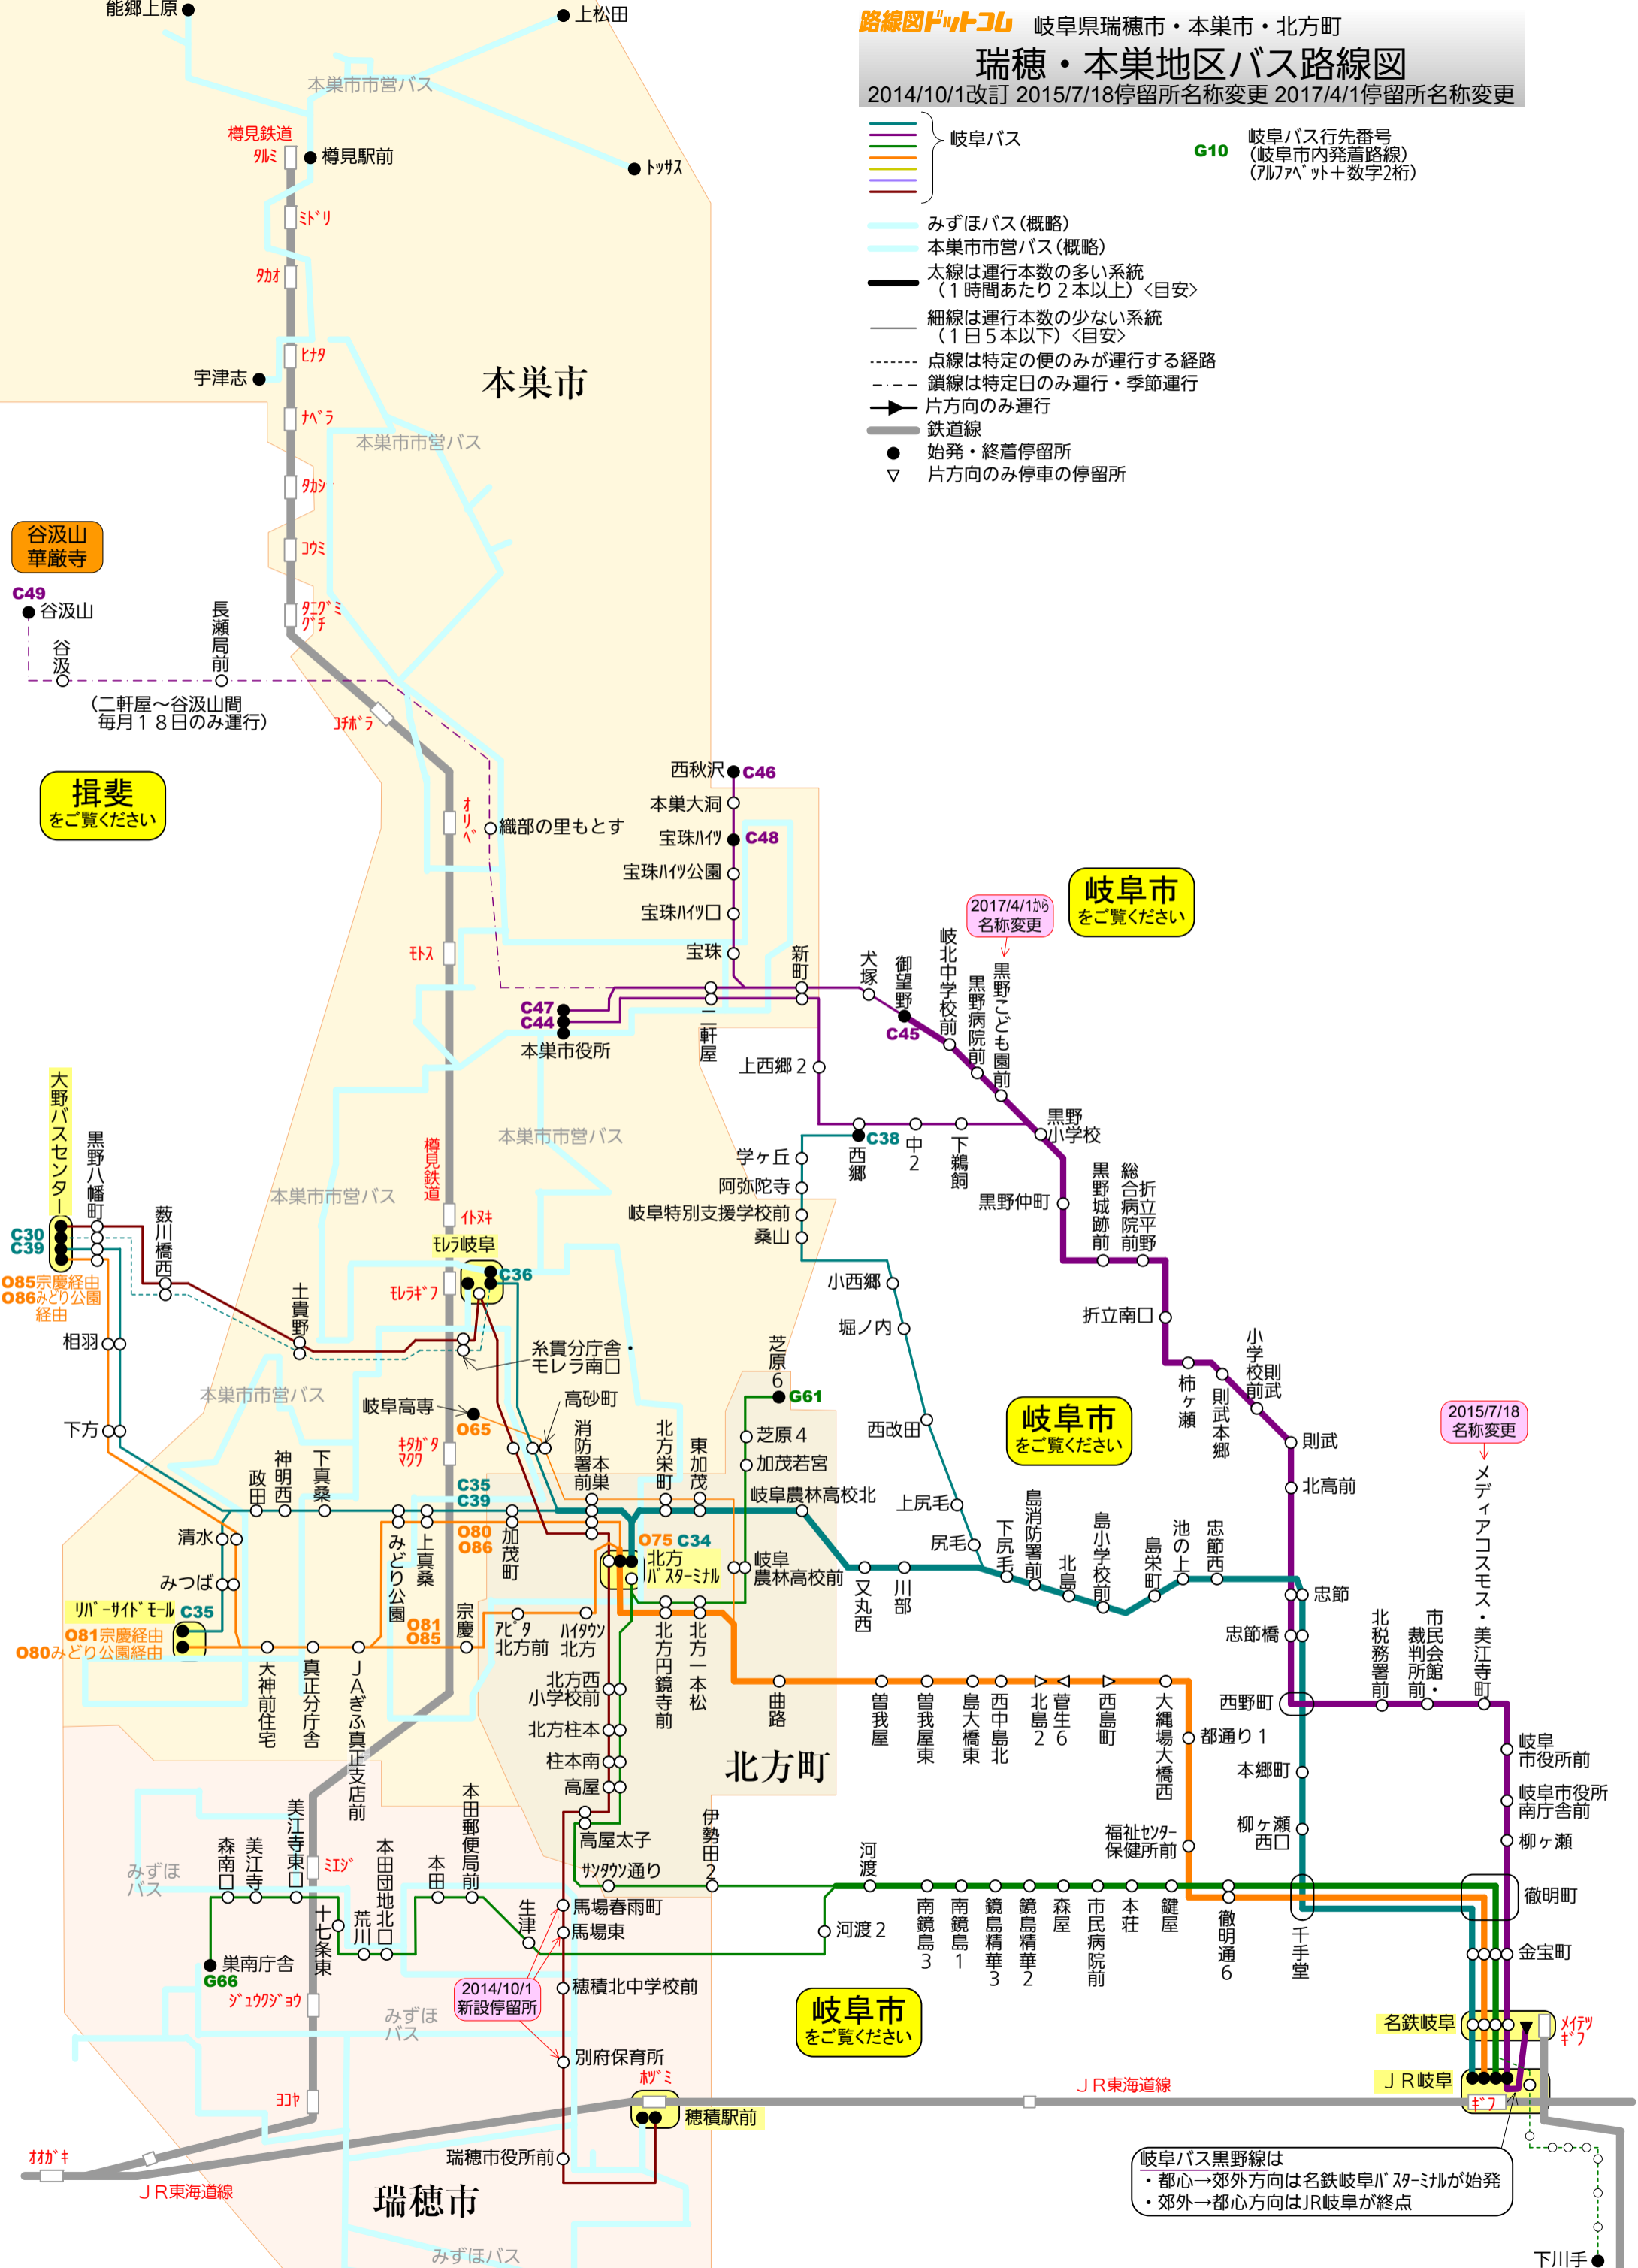 路線図ドットコム 岐阜県瑞穂市・本巣市・北方町
瑞穂・本巣地区バス路線図
2014/10/1改訂 2015/7/18停留所名称変更 2017/4/1停留所名称変更
岐阜バス
G10
岐阜バス行先番号
(岐阜市内発着路線)
(アルファベット+数字2桁)
みずほバス(概略)
本巣市市営バス(概略)
太線は運行本数の多い系統
(1時間あたり2本以上)<目安>
細線は運行本数の少ない系統
(1日5本以下)<目安>
点線は特定の便のみが運行する経路
鎖線は特定日のみ運行・季節運行
片方向のみ運行
鉄道線
始発・終着停留所
片方向のみ停車の停留所
能郷上原
上松田
本巣市市営バス
樽見鉄道
タルミ
樽見駅前
トッサス
ミドリ
タカオ
ヒナタ
宇津志
本巣市
ナベラ
本巣市市営バス
タカシ
コウミ
谷汲山
華厳寺
C49
谷汲山
谷汲
長瀬局前
タニグミ
グチ
(二軒屋~谷汲山間
毎月18日のみ運行)
コチボラ
揖斐
をご覧ください
オリベ
織部の里もとす
西秋沢
C46
本巣大洞
宝珠ハイツ
C48
宝珠ハイツ公園
宝珠ハイツ口
宝珠
モトス
新町
犬塚
御望野
C45
岐北中学校前
黒野病院前
黒野こども園前
2017/4/1から
名称変更
岐阜市
をご覧ください
C47
C44
本巣市役所
二軒屋
上西郷2
黒野
小学校
C38
西郷
中2
下鵜飼
学ヶ丘
阿弥陀寺
岐阜特別支援学校前
桑山
黒野仲町
黒野城跡前
総合病院前
折立平野
折立南口
小西郷
堀ノ内
西改田
上尻毛
尻毛
柿ヶ瀬
則武本郷
則武
小学校前
則武
北高前
大野バスセンター
黒野八幡町
藪川橋西
C30
C39
O85宗慶経由
O86みどり公園
経由
相羽
下方
土貴野
樽見鉄道
本巣市市営バス
本巣市市営バス
本巣市市営バス
イトヌキ
モレラ岐阜
C36
モレラギフ
糸貫分庁舎・
モレラ南口
岐阜高専
O65
高砂町
キタガタ
マクワ
消防署前
本巣
北方栄町
東加茂
芝原6
G61
芝原4
加茂若宮
岐阜農林高校北
岐阜市
をご覧ください
政田
神明西
下真桑
C35
C39
O80
O86
加茂町
みどり公園
上真桑
O75 C34
北方
バスターミナル
岐阜
農林高校前
又丸西
川部
下尻毛
島消防署前
北島
島小学校前
島栄町
池の上
忠節西
忠節
忠節橋
2015/7/18
名称変更
メディアコスモス・美江寺町
市民会館・
裁判所前
北税務署前
西野町
清水
みつば
リバーサイドモール
C35
O81宗慶経由
O80みどり公園経由
天神前住宅
真正分庁舎
JAぎふ真正支店前
O81
O85
宗慶
アピタ
北方前
ハイタウン
北方
北方円鏡寺前
北方一本松
曲路
曽我屋
曽我屋東
島大橋東
西中島北
北島2
菅生6
西島町
大縄場大橋西
都通り1
本郷町
柳ヶ瀬
西口
福祉センター
保健所前
岐阜
市役所前
岐阜市役所
南庁舎前
柳ヶ瀬
北方西
小学校前
北方柱本
柱本南
高屋
北方町
高屋太子
サンタウン通り
伊勢田2
河渡
河渡2
南鏡島3
南鏡島1
鏡島精華3
鏡島精華2
森屋
市民病院前
本荘
鍵屋
徹明通6
千手堂
徹明町
金宝町
みずほ
バス
森南口
美江寺
美江寺東口
ミエジ
十七条東
荒川
本田団地北口
本田
本田郵便局前
生津
巣南庁舎
G66
ジュウクジョウ
馬場春雨町
馬場東
2014/10/1
新設停留所
穂積北中学校前
別府保育所
みずほ
バス
岐阜市
をご覧ください
ホヅミ
穂積駅前
瑞穂市役所前
瑞穂市
みずほバス
ヨコヤ
オオガキ
JR東海道線
JR東海道線
名鉄岐阜
メイテツ
ギフ
JR岐阜
ギフ
岐阜バス黒野線は
・都心→郊外方向は名鉄岐阜バスターミナルが始発
・郊外→都心方向はJR岐阜が終点
下川手